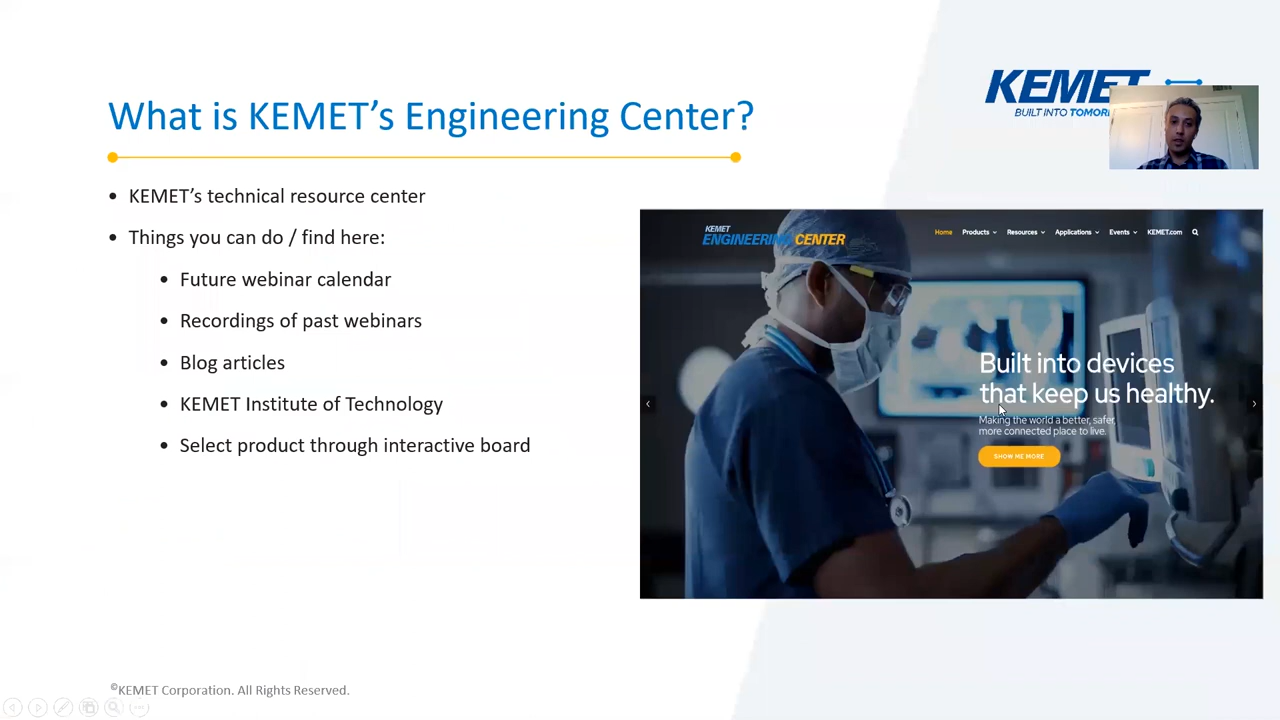 What is KEMET’s Engineering Center?
KEMET
BUILT INTO
• KEMET’s technical resource center
• Things you can do / find here:
• Future webinar calendar
• Recordings of past webinars
• Blog articles
• KEMET Institute of Technology
• Select product through interactive board
KEMET
ENGINEERING CENTER
Home Products Resources Applications Events KEMET.com
Built into devices
that keep us healthy.
Making the world a better, safer,
more connected place to live.
SHOW ME MORE
©KEMET Corporation. All Rights Reserved.